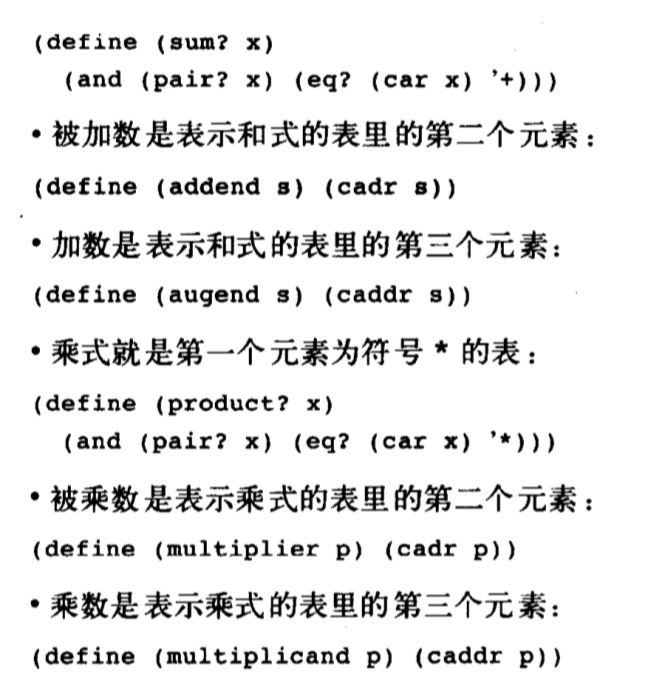 (define (sum? x)
(and (pair? x) (eq? (car x) '+)))
• 被加数是表示和式的表里的第二个元素：
(define (addend s) (cadr s))
• 加数是表示和式的表里的第三个元素：
(define (augend s) (caddr s))
• 乘式就是第一个元素为符号 * 的表：
(define (product? x)
(and (pair? x) (eq? (car x) '*)))
• 被乘数是表示乘式的表里的第二个元素：
(define (multiplier p) (cadr p))
• 乘数是表示乘式的表里的第三个元素：
(define (multiplicand p) (caddr p))